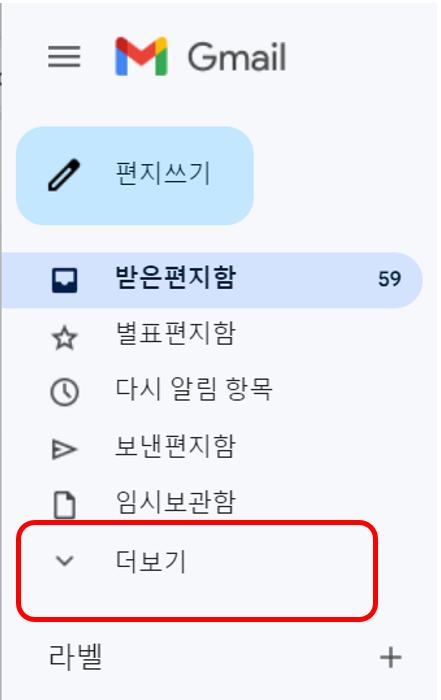 Gmail
편지쓰기
받은편지함 59
별표편지함
다시 알림 항목
보낸편지함
임시보관함
더보기
라벨